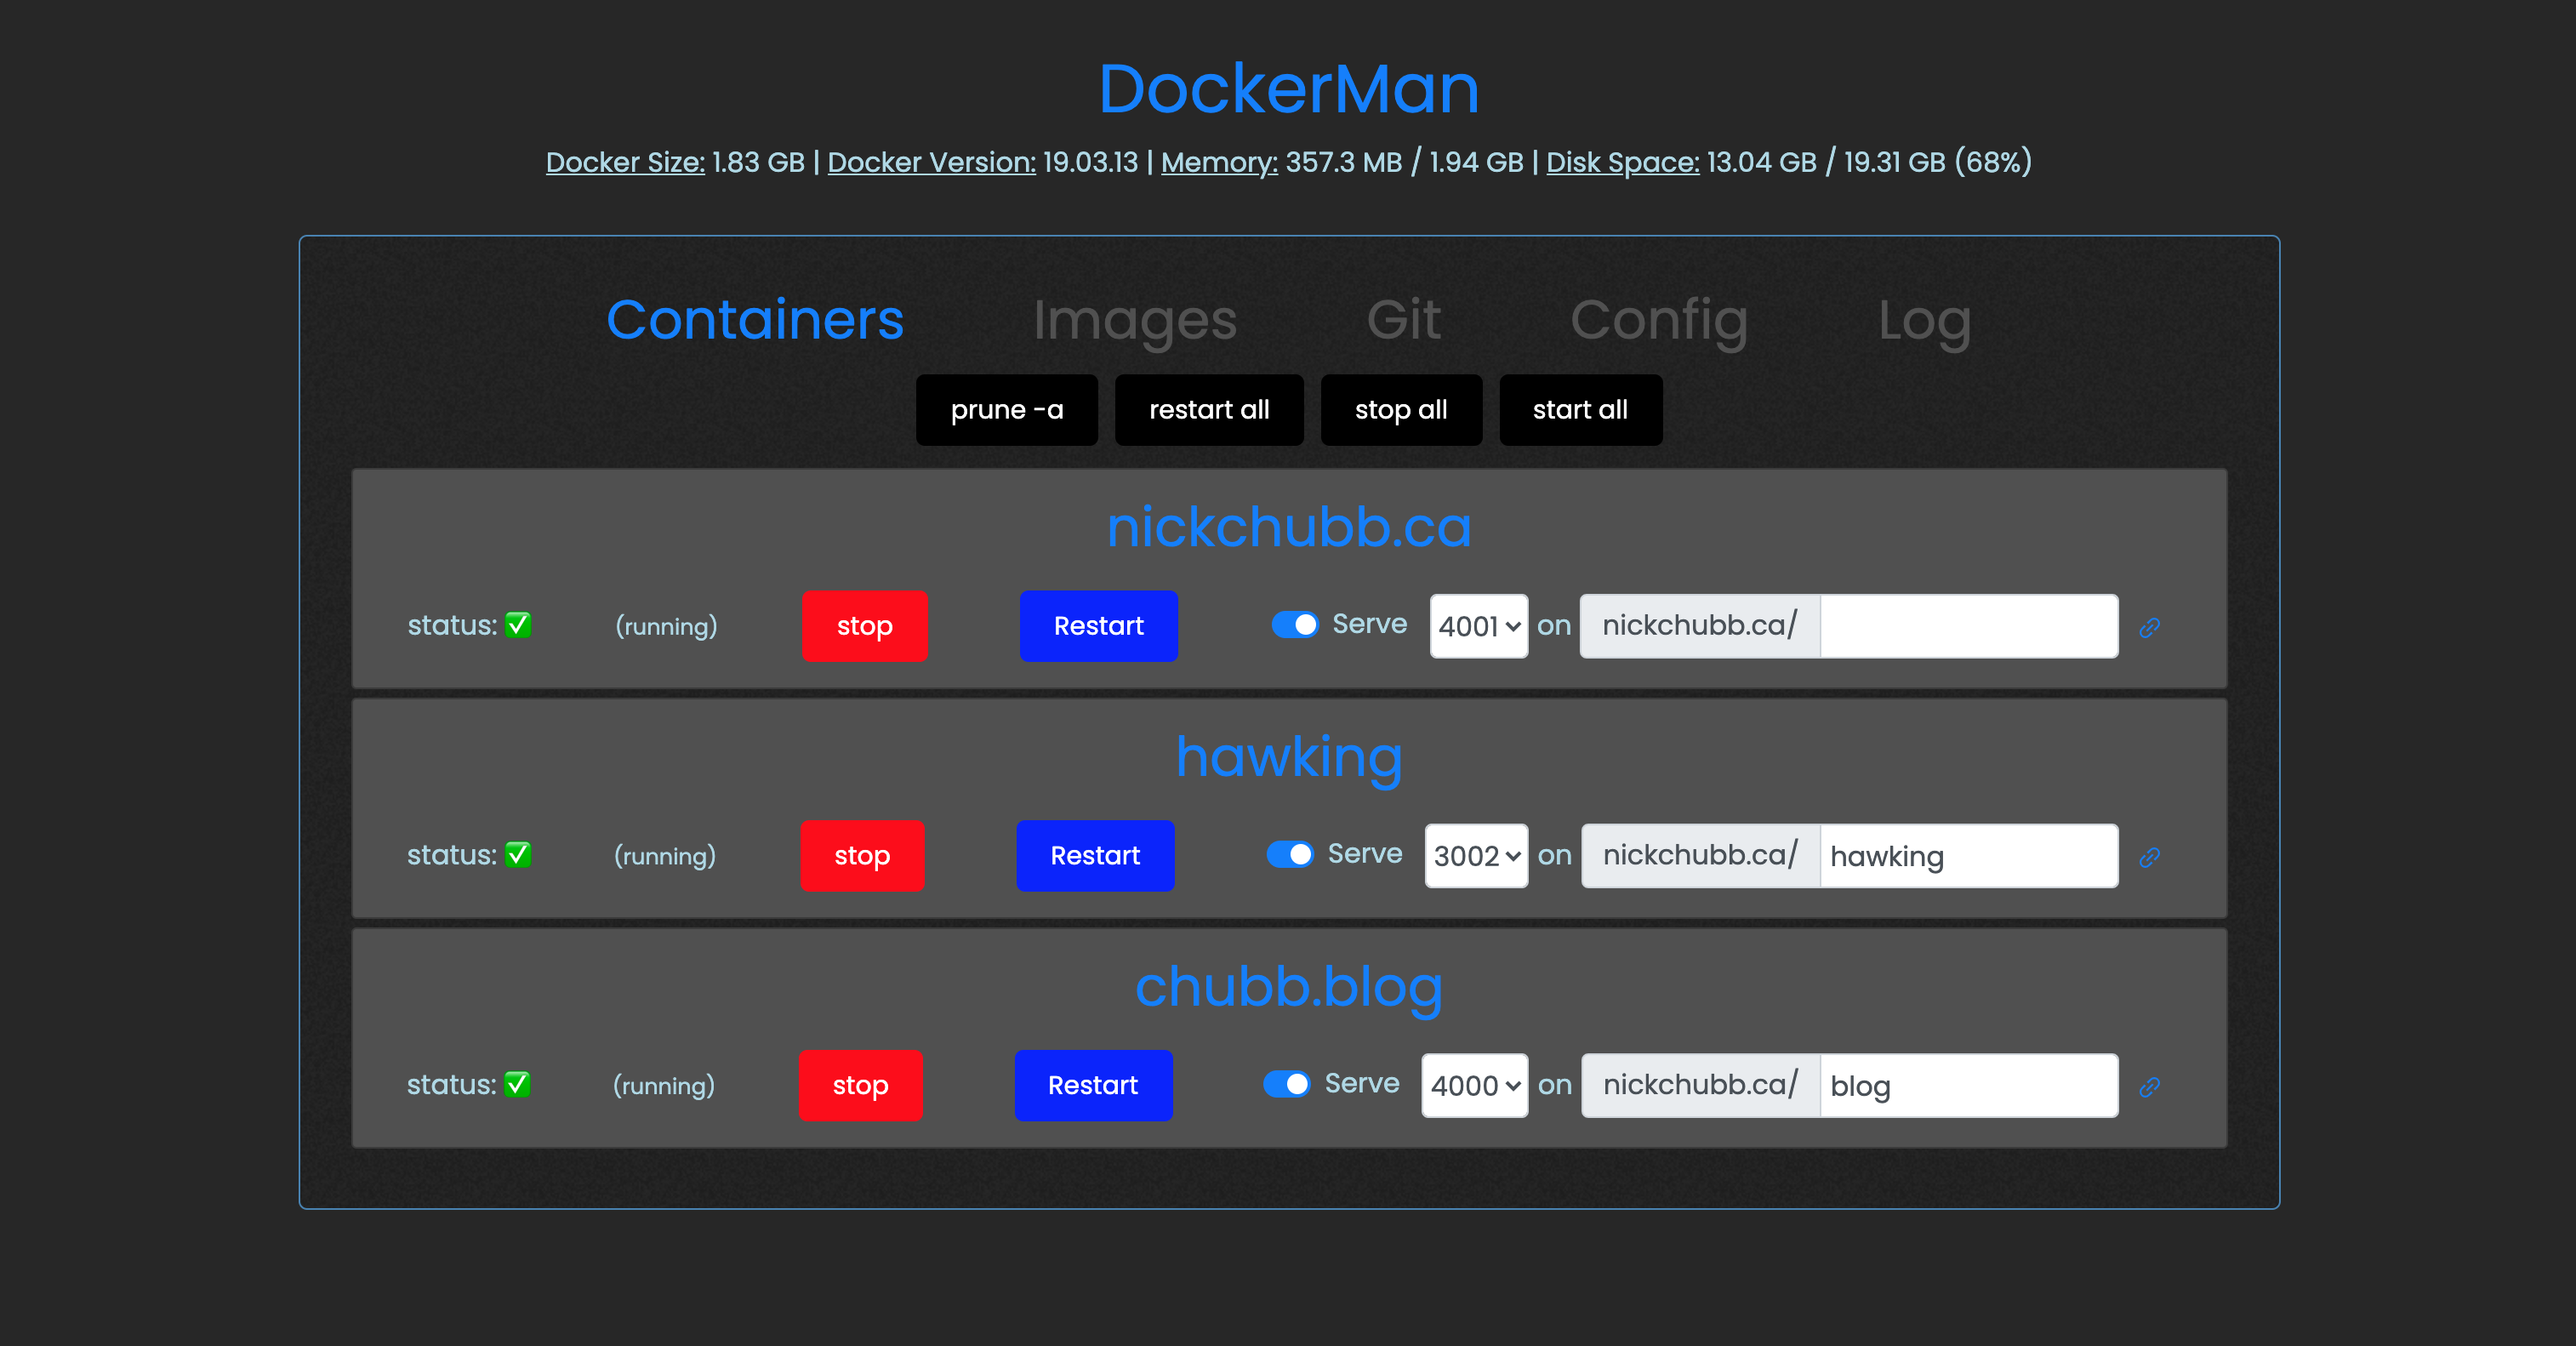 DockerMan
Docker Size: 1.83 GB | Docker Version: 19.03.13 | Memory: 357.3 MB / 1.94 GB | Disk Space: 13.04 GB / 19.31 GB (68%)
Containers Images Git Config Log
prune -a restart all stop all start all
nickchubb.ca
status: ✅ (running) stop Restart Serve 4001 on nickchubb.ca/
hawking
status: ✅ (running) stop Restart Serve 3002 on nickchubb.ca/ hawking
chubb.blog
status: ✅ (running) stop Restart Serve 4000 on nickchubb.ca/ blog